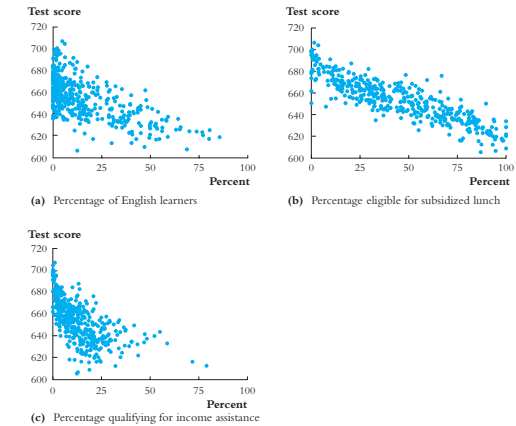 Test score
720
700
680
660
640
620
600
0 25 50 75 100
Percent
(a) Percentage of English learners
Test score
720
700
680
660
640
620
600
0 25 50 75 100
Percent
(b) Percentage eligible for subsidized lunch
Test score
720
700
680
660
640
620
600
0 25 50 75 100
Percent
(c) Percentage qualifying for income assistance